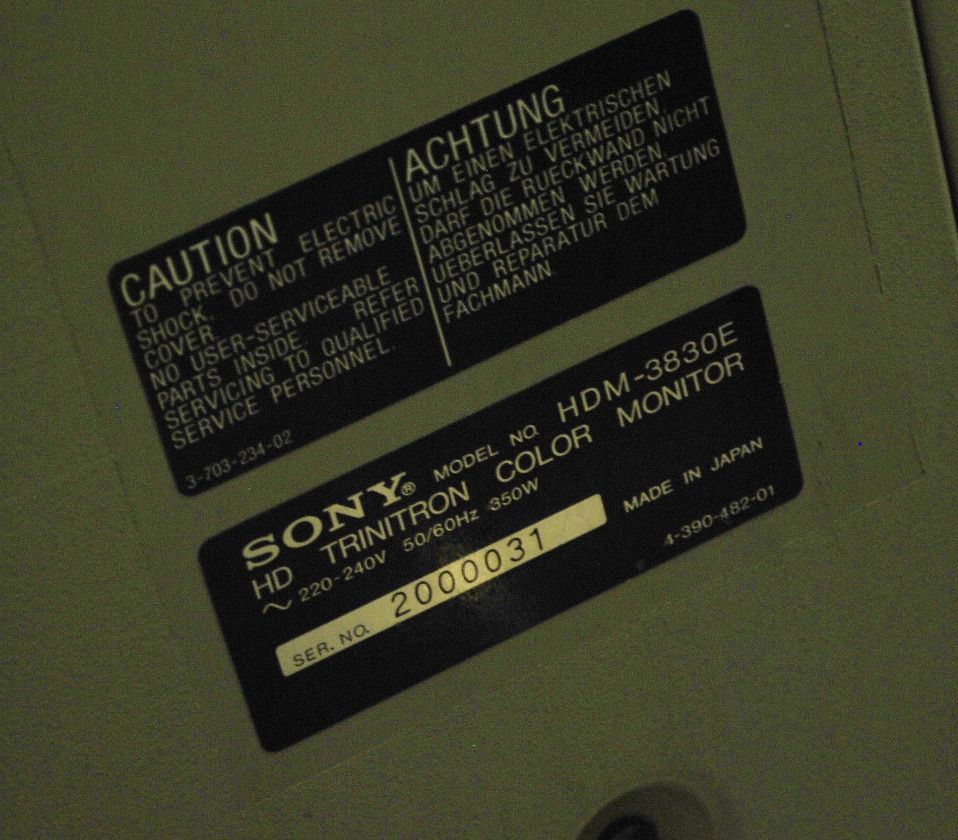 CAUTION
TO PREVENT ELECTRIC
SHOCK. DO NOT REMOVE
COVER.
NO USER-SERVICEABLE
PARTS INSIDE REFER
SERVICING TO QUALIFIED
SERVICE PERSONNEL.
3-703-234-02
ACHTUNG
UM EINEN ELEKTRISCHEN
SCHLAG ZU VERMEIDEN
DARF DIE RUECKWAND NICHT
ABGENOMMEN WERDEN
UEBERLASSEN SIE WARTUNG
UND REPARATUR DEM
FACHMANN
SONY® MODEL NO. HDM-3830E
HD TRINITRON COLOR MONITOR
~ 220-240V 50/60Hz 350W
MADE IN JAPAN
SER. NO. 2000031
4-390-482-01